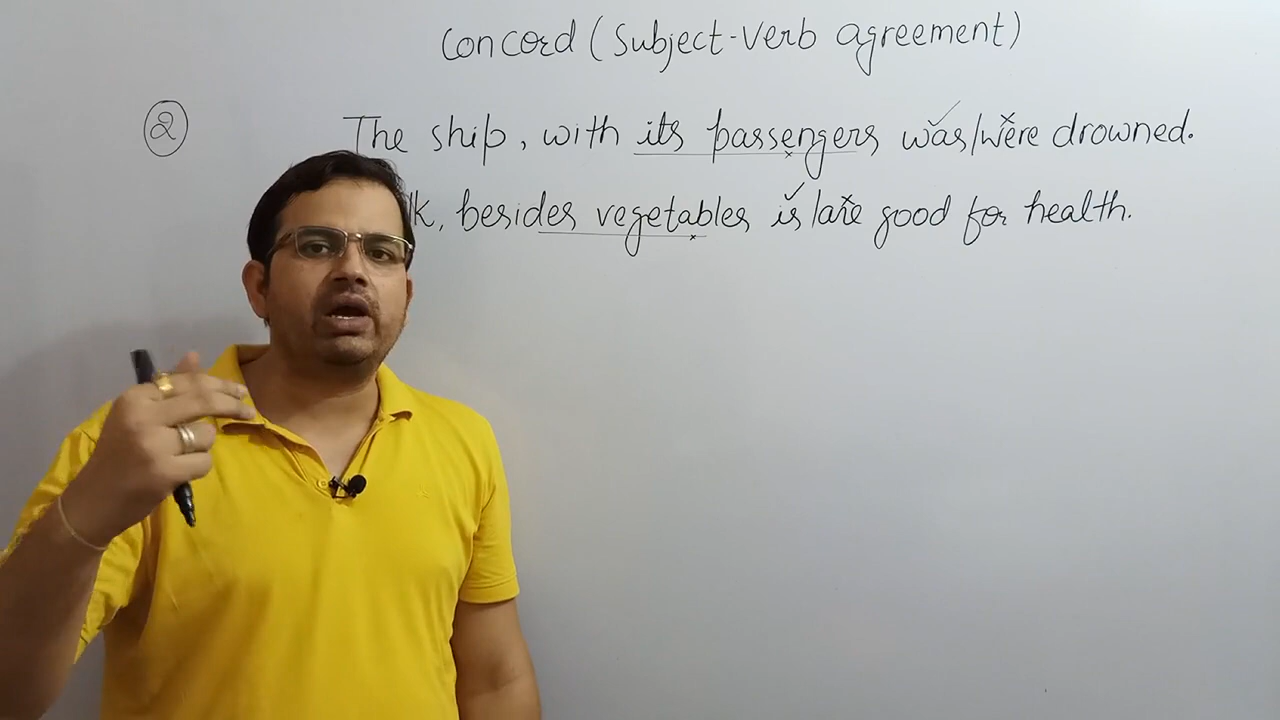 Concord (Subject-Verb agreement)
2 The ship, with its passengers was/were drowned.
besides vegetables is/are good for health.